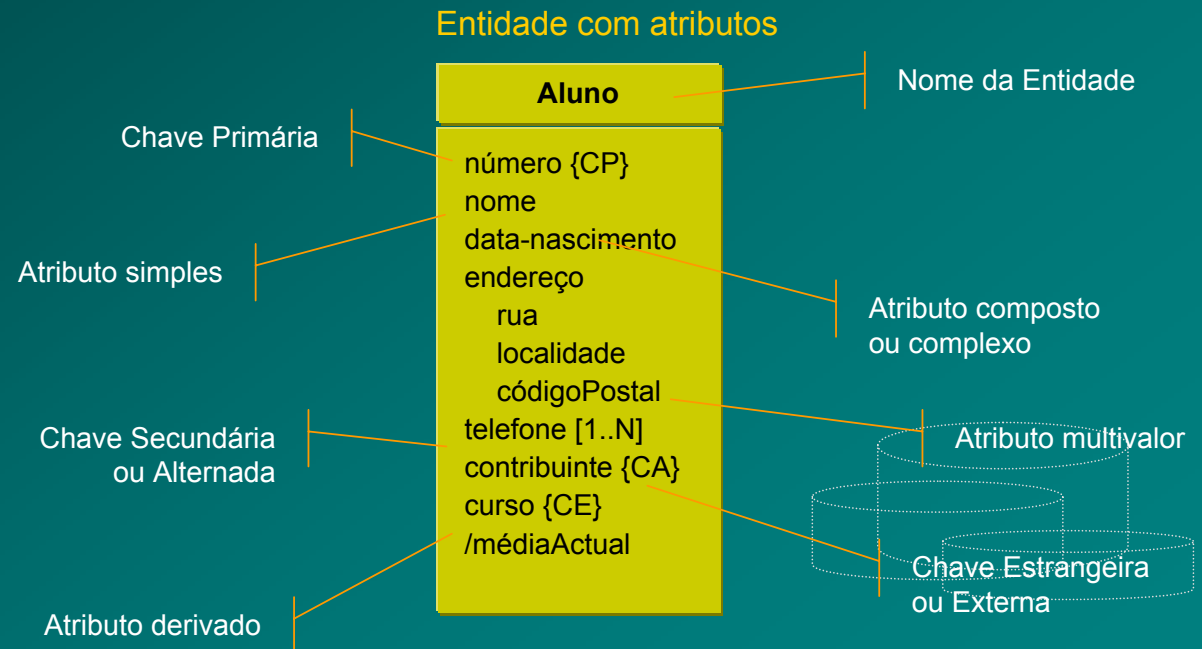 Entidade com atributos
Aluno
Nome da Entidade
Chave Primária
número {CP}
nome
data-nascimento
Atributo simples
endereço
rua
Atributo composto
ou complexo
localidade
códigoPostal
Chave Secundária
ou Alternada
telefone [1..N]
Atributo multivalor
contribuinte {CA}
curso {CE}
/médiaActual
Chave Estrangeira
ou Externa
Atributo derivado